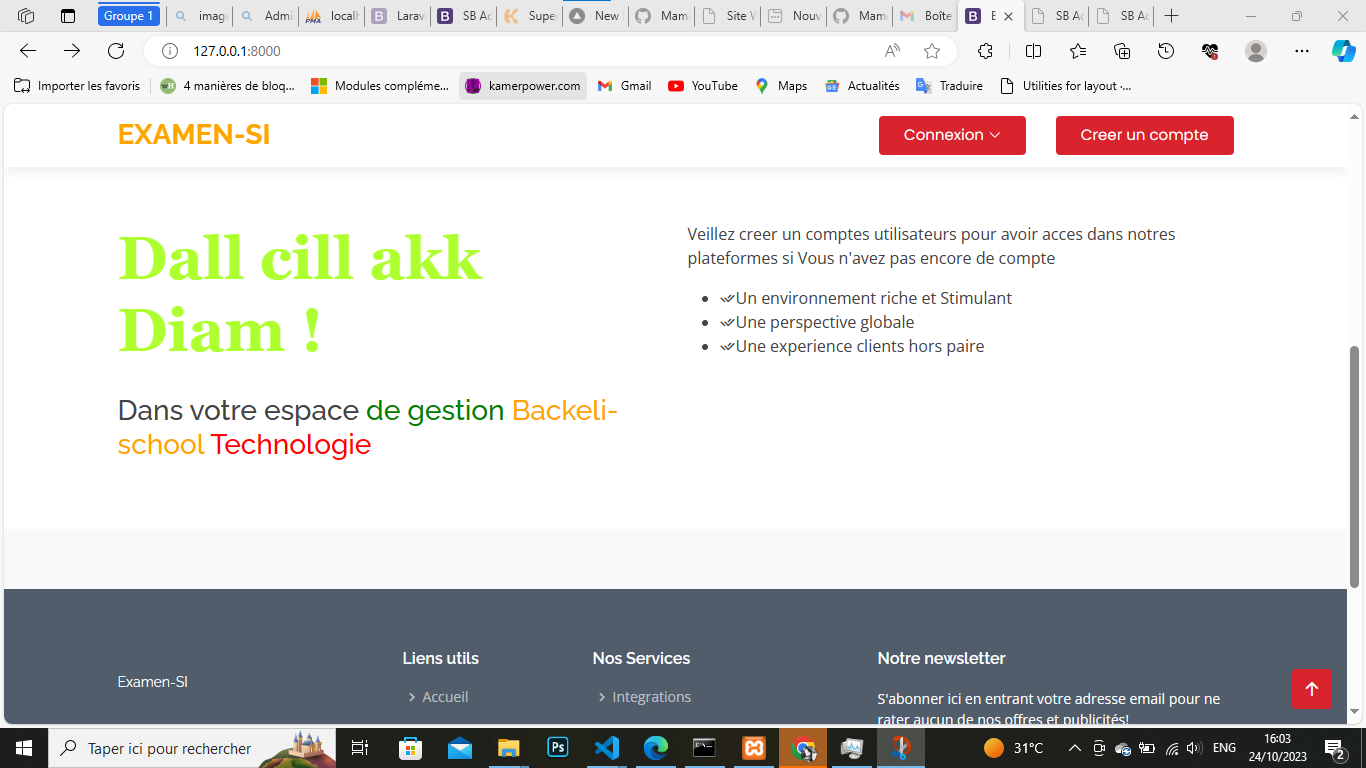 Groupe 1
imag
Admi
localh
Larav
SB Ac
Super
New
Mam
Site V
Nouv
Mam
Boîte
SB Ac
SB Ac
127.0.0.1:8000
Importer les favoris
4 manières de bloq...
Modules compléme...
kamerpower.com
Gmail
YouTube
Maps
Actualités
Traduire
Utilities for layout ·...
EXAMEN-SI
Connexion
Creer un compte
Dall cill akk
Diam !
Dans votre espace de gestion Backeli-
school Technologie
Veillez creer un comptes utilisateurs pour avoir acces dans notres
plateformes si Vous n'avez pas encore de compte
Un environnement riche et Stimulant
Une perspective globale
Une experience clients hors paire
Examen-SI
Liens utils
Accueil
Nos Services
Integrations
Notre newsletter
S'abonner ici en entrant votre adresse email pour ne
rater aucun de nos offres et publicités!
Taper ici pour rechercher
31°C
ENG
16:03
24/10/2023
2